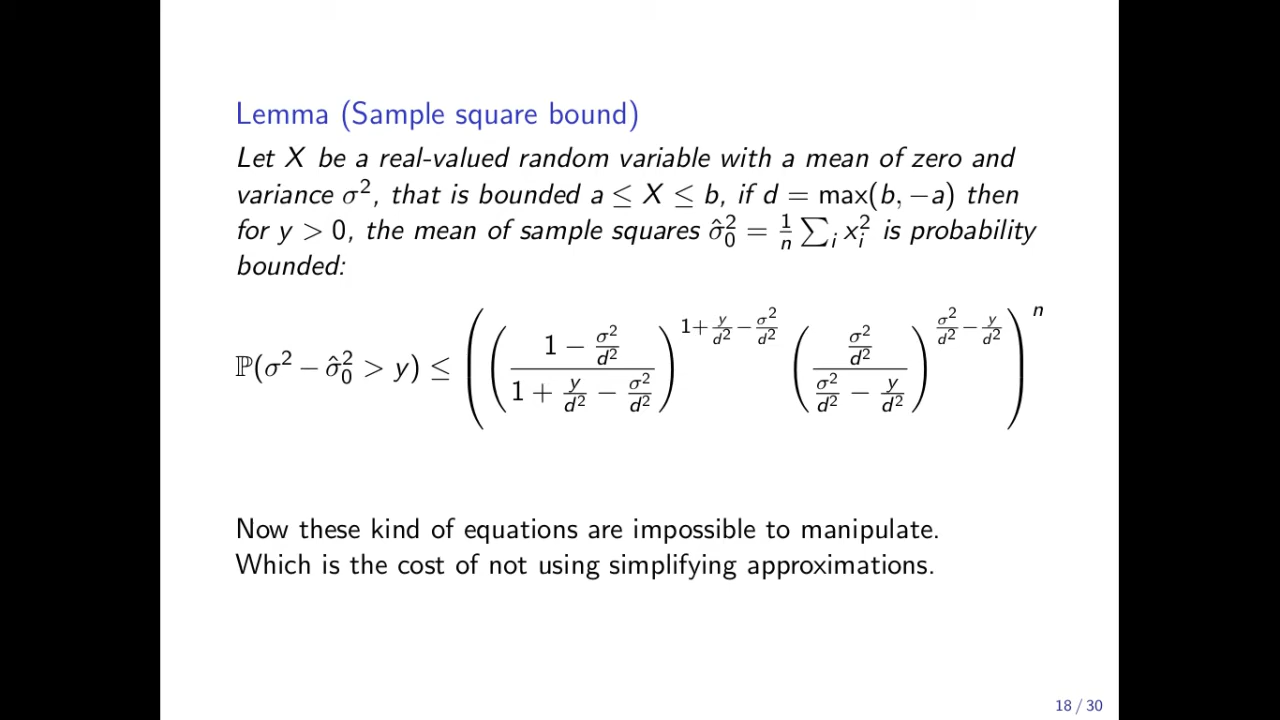 Lemma (Sample square bound)
Let X be a real-valued random variable with a mean of zero and
variance σ², that is bounded a ≤ X ≤ b, if d = max(b, −a) then
for y > 0, the mean of sample squares σ̂₀² = 1/n ∑ᵢ xᵢ² is probability
bounded:
ℙ(σ² − σ̂₀² > y) ≤ (((1 − σ²/d²)/(1 + y/d² − σ²/d²))^(1 + y/d² − σ²/d²) ((σ²/d²)/(σ²/d² − y/d²))^(σ²/d² − y/d²))^n
Now these kind of equations are impossible to manipulate.
Which is the cost of not using simplifying approximations.
18 / 30